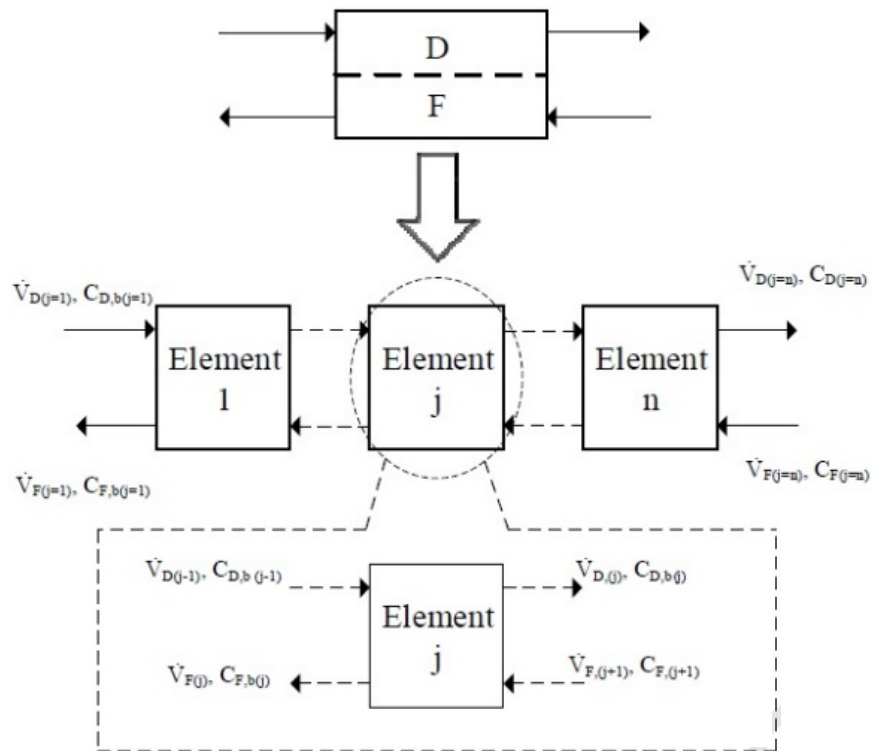 D
F
V̇D(j=1), CD,b(j=1)
V̇D(j=n), CD(j=n)
Element
1
Element
j
Element
n
V̇F(j=1), CF,b(j=1)
V̇F(j=n), CF(j=n)
V̇D(j-1), CD,b (j-1)
V̇D,(j), CD,b(j)
Element
j
V̇F(j), CF,b(j)
V̇F,(j+1), CF,(j+1)